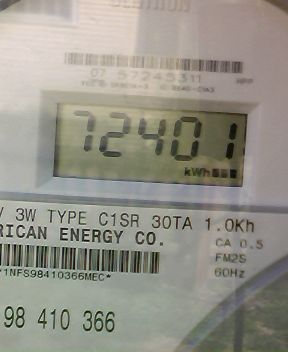 07 57245311
72401
kWh
V 3W TYPE C1SR 30TA 1.0Kh
RICAN ENERGY CO.
CA 0.5
FM2S
60Hz
*1NFS98410366MEC*
98 410 366